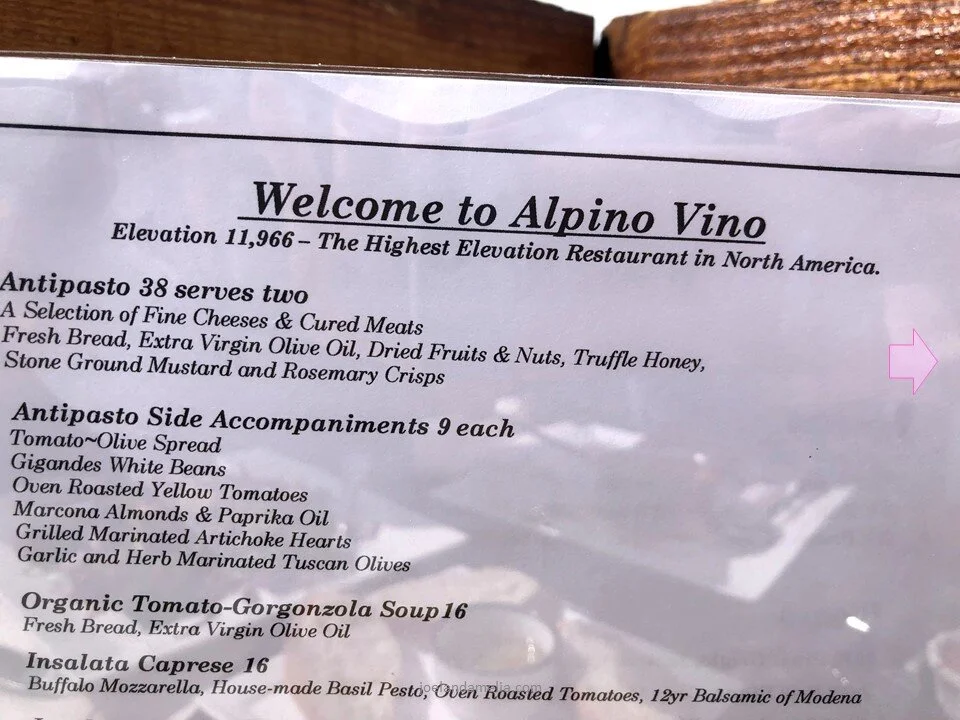 Welcome to Alpino Vino
Elevation 11,966 – The Highest Elevation Restaurant in North America.
Antipasto 38 serves two
A Selection of Fine Cheeses & Cured Meats
Fresh Bread, Extra Virgin Olive Oil, Dried Fruits & Nuts, Truffle Honey,
Stone Ground Mustard and Rosemary Crisps
Antipasto Side Accompaniments 9 each
Tomato~Olive Spread
Gigandes White Beans
Oven Roasted Yellow Tomatoes
Marcona Almonds & Paprika Oil
Grilled Marinated Artichoke Hearts
Garlic and Herb Marinated Tuscan Olives
Organic Tomato-Gorgonzola Soup 16
Fresh Bread, Extra Virgin Olive Oil
Insalata Caprese 16
Buffalo Mozzarella, House-made Basil Pesto, Oven Roasted Tomatoes, 12yr Balsamic of Modena